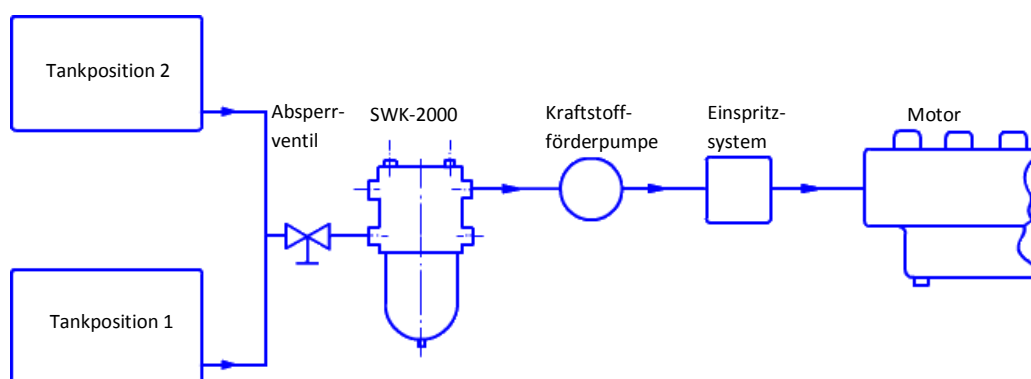 Tankposition 2
Absperr-
ventil
SWK-2000
Kraftstoff-
förderpumpe
Einspritz-
system
Motor
Tankposition 1